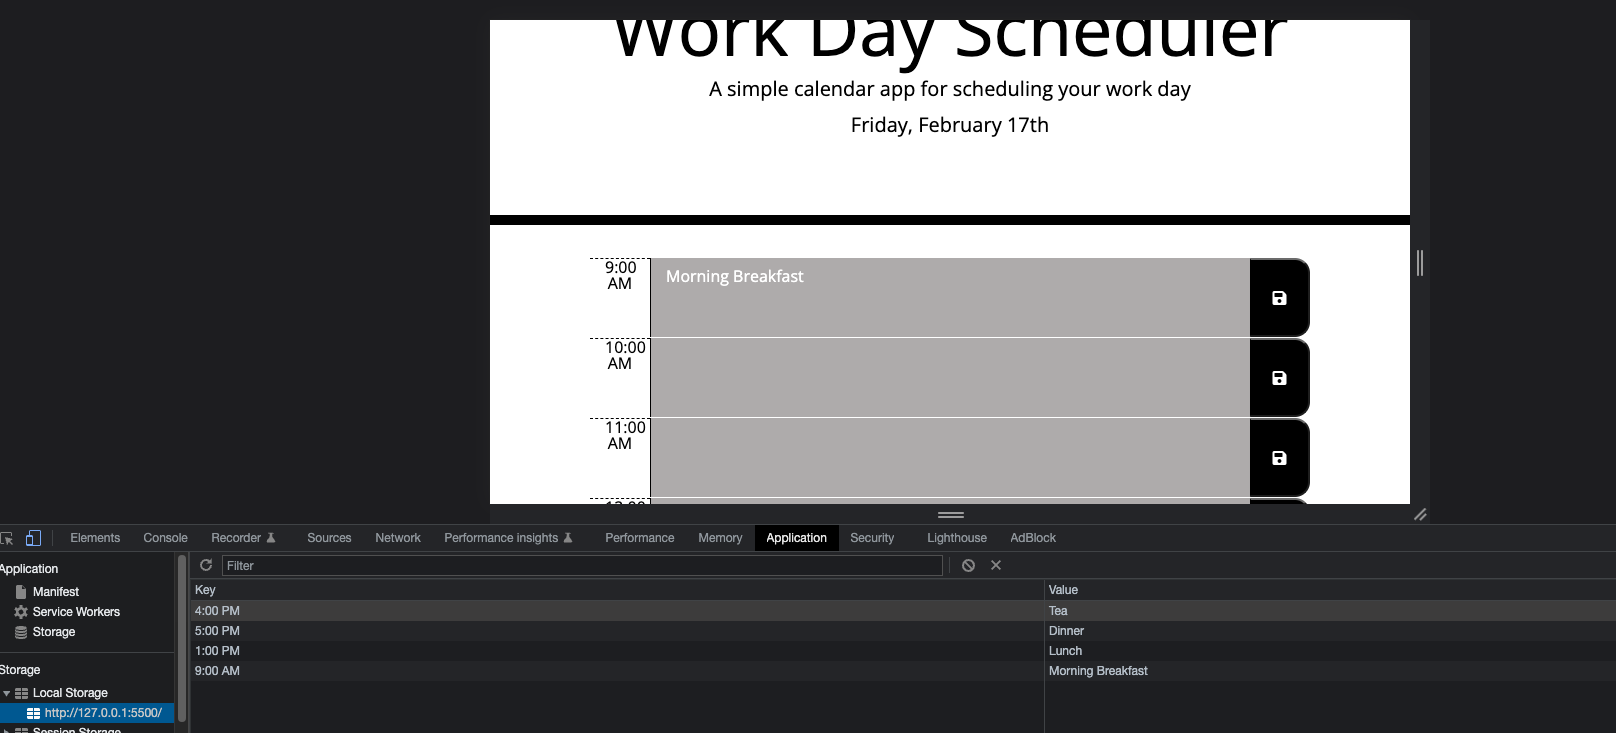 Work Day Scheduler
A simple calendar app for scheduling your work day
Friday, February 17th
9:00
AM
Morning Breakfast
10:00
AM
11:00
AM
12:00
Elements Console Recorder Sources Network Performance insights Performance Memory Application Security Lighthouse AdBlock
Application
Filter
Manifest
Service Workers
Storage
Key Value
4:00 PM Tea
5:00 PM Dinner
1:00 PM Lunch
9:00 AM Morning Breakfast
Storage
Local Storage
http://127.0.0.1:5500/
Session Storage